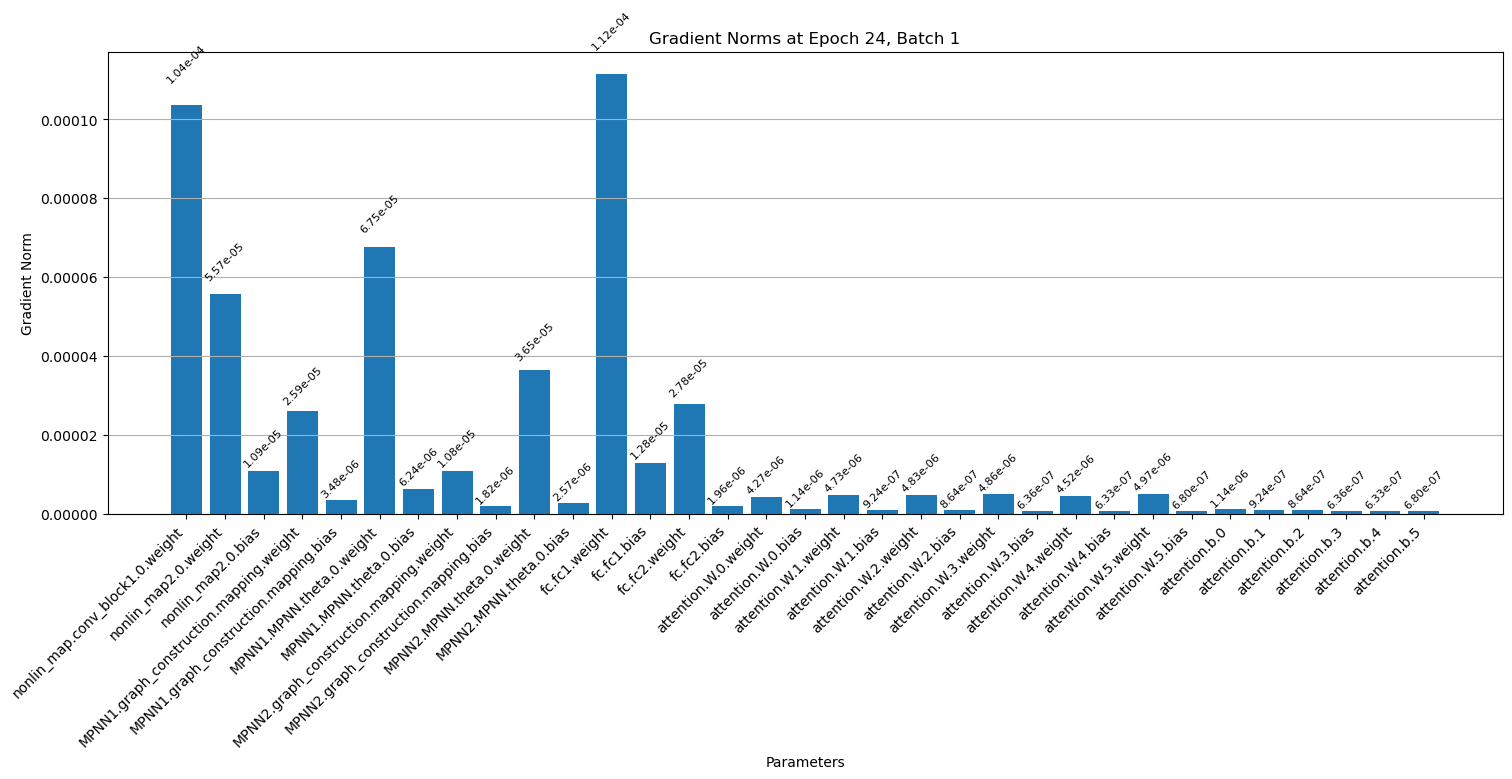 Gradient Norms at Epoch 24, Batch 1
Gradient Norm
0.00010
0.00008
0.00006
0.00004
0.00002
0.00000
1.04e-04
5.57e-05
1.09e-05
2.59e-05
3.48e-06
6.75e-05
6.24e-06
1.08e-05
1.82e-06
3.65e-05
2.57e-06
1.12e-04
1.28e-05
2.78e-05
1.96e-06
4.27e-06
1.14e-06
4.73e-06
9.24e-07
4.83e-06
8.64e-07
4.86e-06
6.36e-07
4.52e-06
6.33e-07
4.97e-06
6.80e-07
1.14e-06
9.24e-07
8.64e-07
6.36e-07
6.33e-07
6.80e-07
nonlin_map.conv_block1.0.weight
nonlin_map2.0.weight
nonlin_map2.0.bias
MPNN1.graph_construction.mapping.weight
MPNN1.graph_construction.mapping.bias
MPNN1.MPNN.theta.0.weight
MPNN1.MPNN.theta.0.bias
MPNN2.graph_construction.mapping.weight
MPNN2.graph_construction.mapping.bias
MPNN2.MPNN.theta.0.weight
MPNN2.MPNN.theta.0.bias
fc.fc1.weight
fc.fc1.bias
fc.fc2.weight
fc.fc2.bias
attention.W.0.weight
attention.W.0.bias
attention.W.1.weight
attention.W.1.bias
attention.W.2.weight
attention.W.2.bias
attention.W.3.weight
attention.W.3.bias
attention.W.4.weight
attention.W.4.bias
attention.W.5.weight
attention.W.5.bias
attention.b.0
attention.b.1
attention.b.2
attention.b.3
attention.b.4
attention.b.5
Parameters